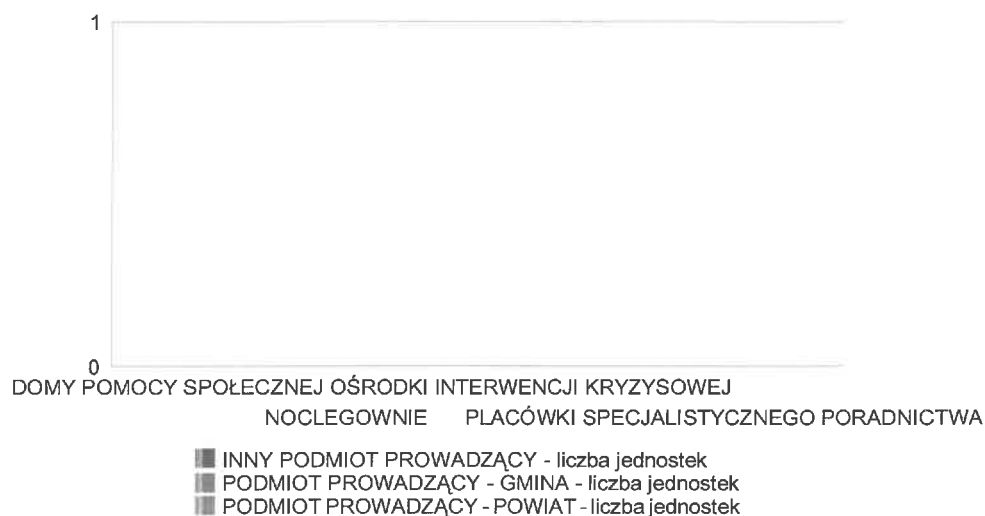 1
0
DOMY POMOCY SPOŁECZNEJ OŚRODKI INTERWENCJI KRYZYSOWEJ
NOCLEGOWNIE PLACÓWKI SPECJALISTYCZNEGO PORADNICTWA
INNY PODMIOT PROWADZĄCY - liczba jednostek
PODMIOT PROWADZĄCY - GMINA - liczba jednostek
PODMIOT PROWADZĄCY - POWIAT - liczba jednostek